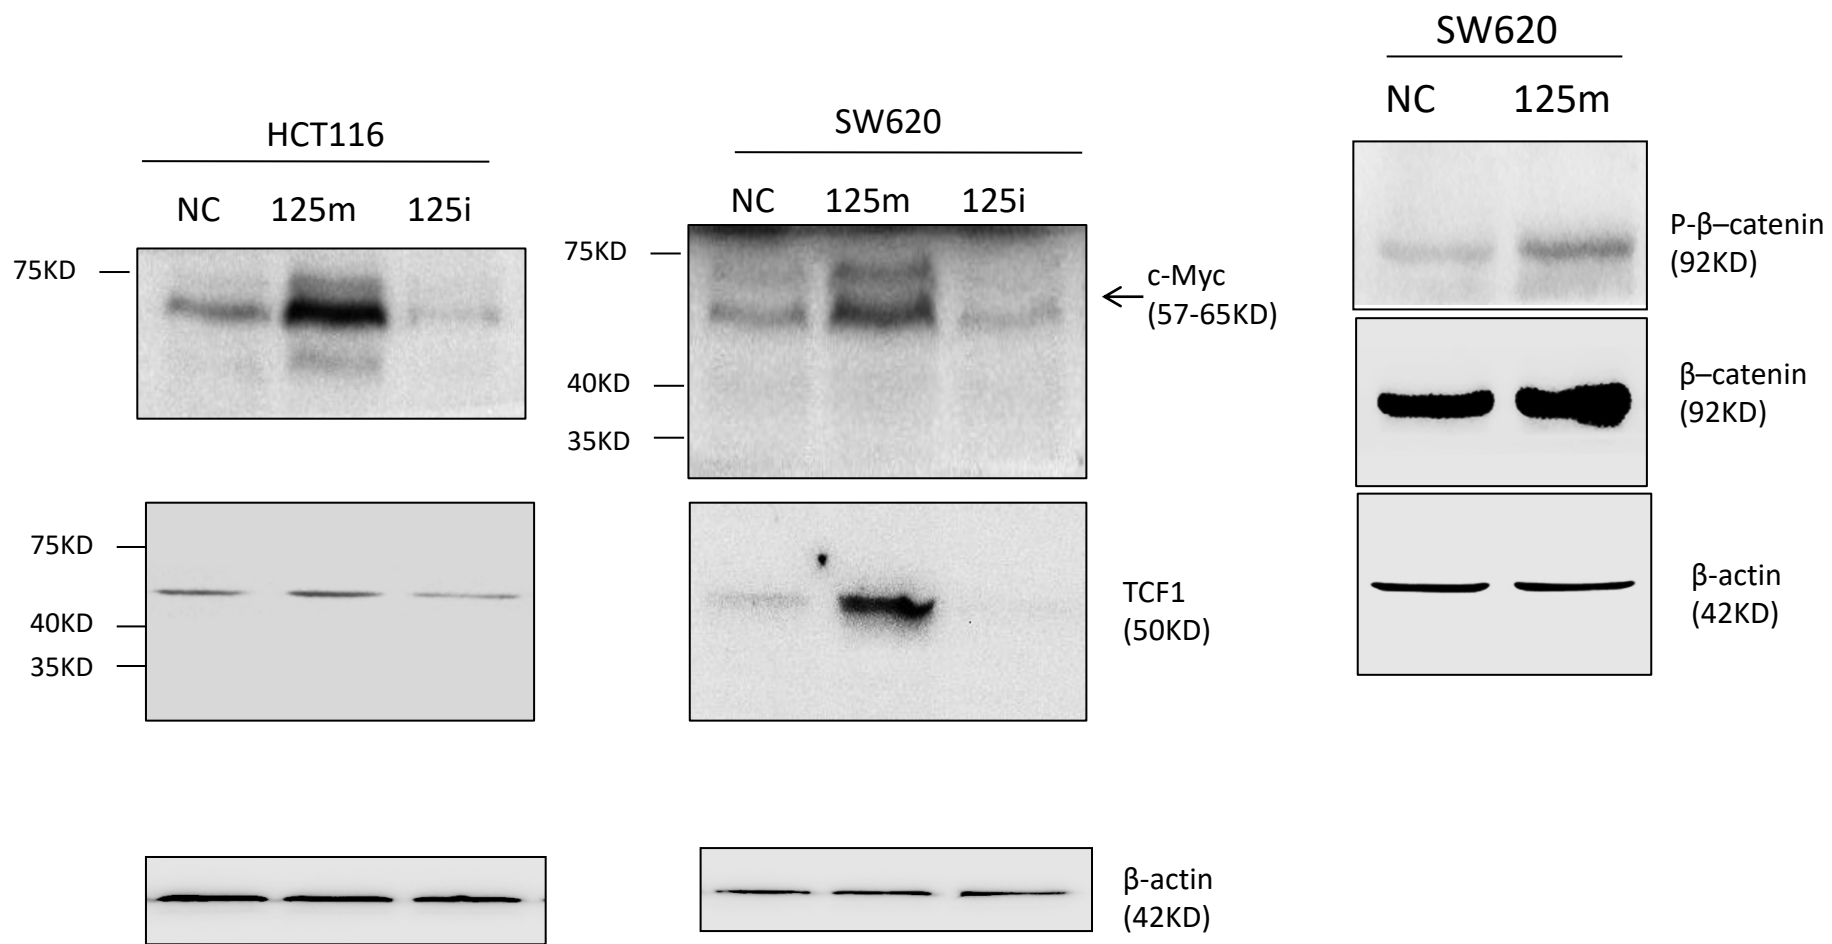 HCT116
NC 125m 125i
75KD
75KD
40KD
35KD
SW620
NC 125m 125i
75KD
40KD
35KD
c-Myc
(57-65KD)
TCF1
(50KD)
β-actin
(42KD)
SW620
NC 125m
P-β–catenin
(92KD)
β–catenin
(92KD)
β-actin
(42KD)